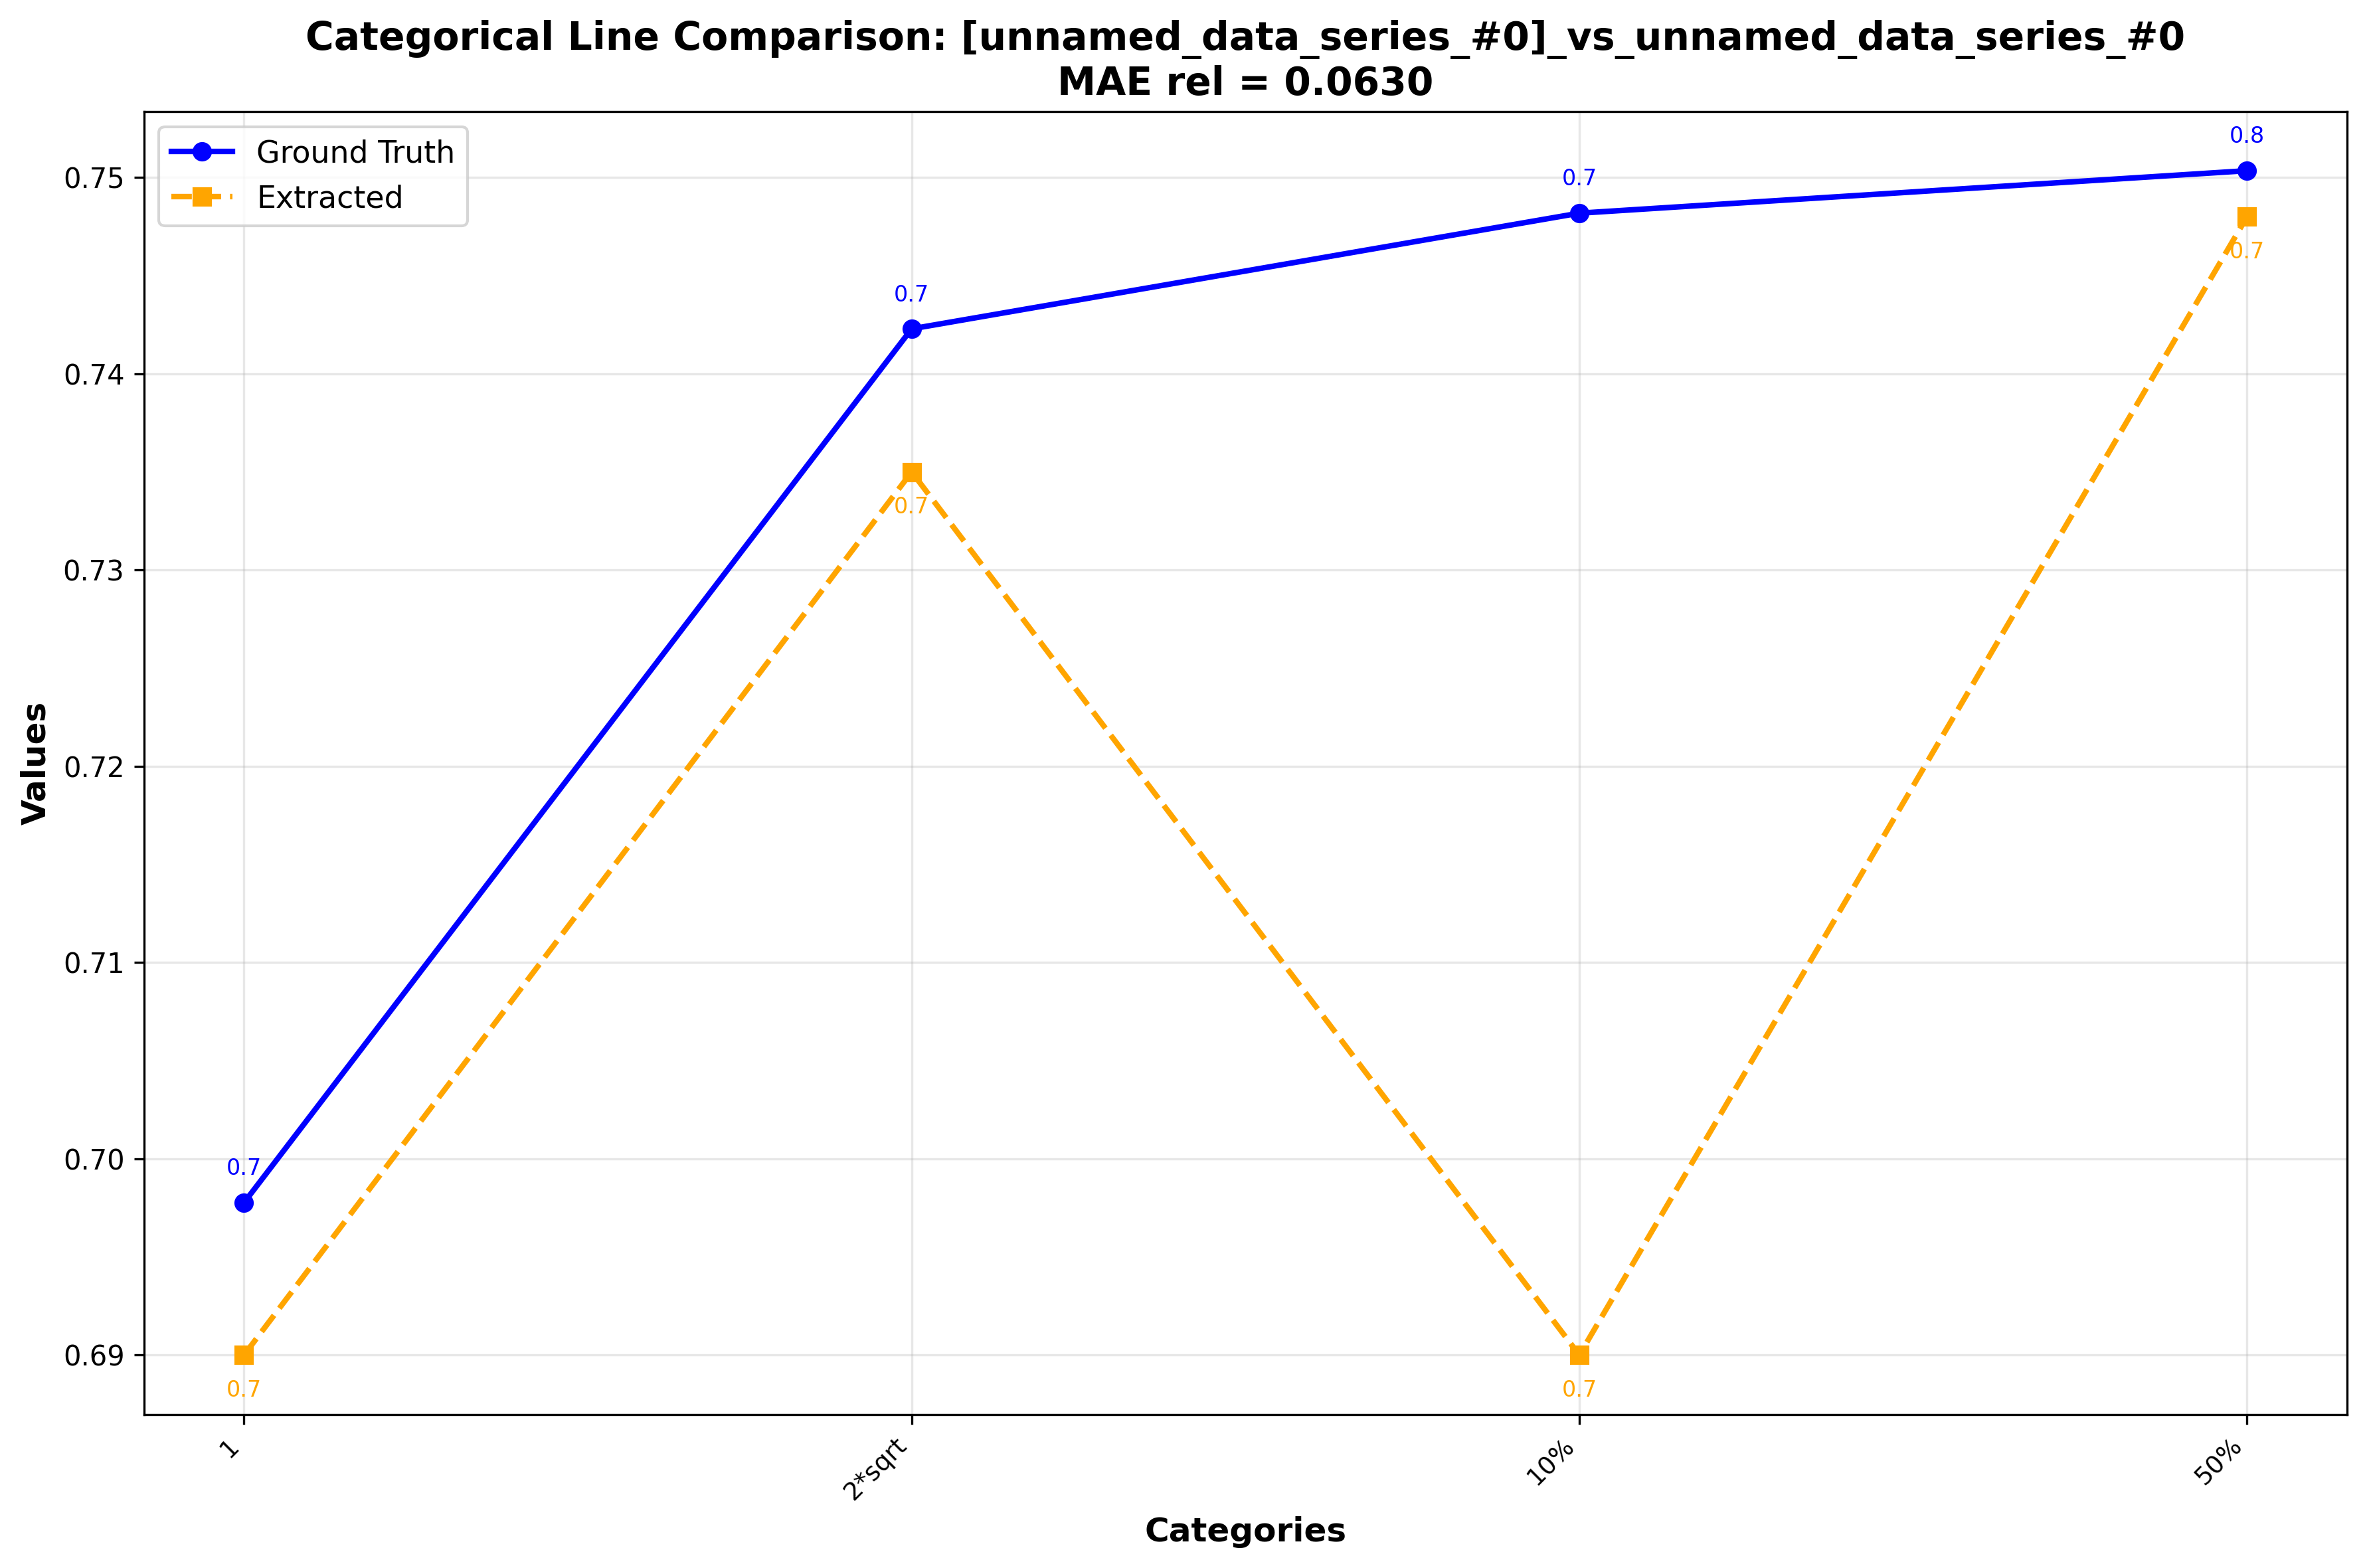 Categorical Line Comparison: [unnamed_data_series_#0]_vs_unnamed_data_series_#0
MAE rel = 0.0630
Ground Truth
Extracted
0.8
0.75
0.7
0.7
0.7
0.74
0.7
0.73
0.72
0.71
0.70
0.7
0.69
0.7
0.7
1
2*sqrt
10%
50%
Values
Categories